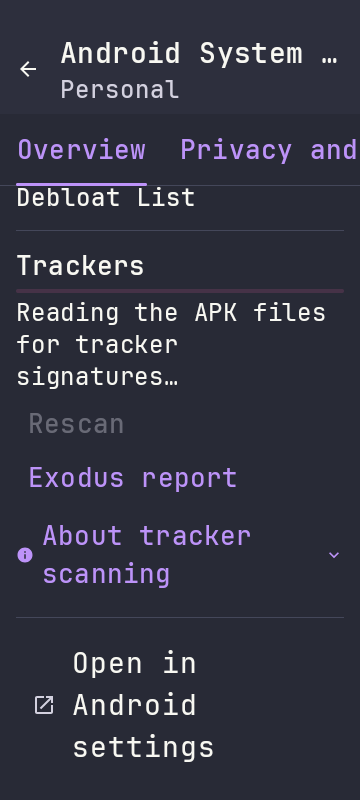 Android System …
Personal
Overview Privacy and
Debloat List
Trackers
Reading the APK files
for tracker
signatures…
Rescan
Exodus report
About tracker
scanning
Open in
Android
settings